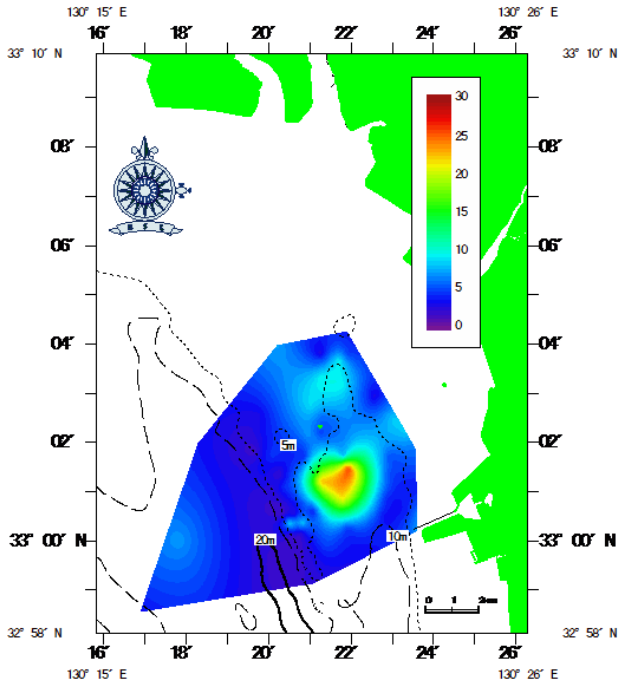 130° 15′ E 130° 26′ E
16′ 18′ 20′ 22′ 24′ 26′
33° 10′ N 33° 10′ N
30
25
20
15
10
5
0
08′ 08′
06′ 06′
04′ 04′
02′ 02′
5m
20m
10m
33° 00′ N 33° 00′ N
0 1 2km
32° 58′ N 32° 58′ N
16′ 18′ 20′ 22′ 24′ 26′
130° 15′ E 130° 26′ E